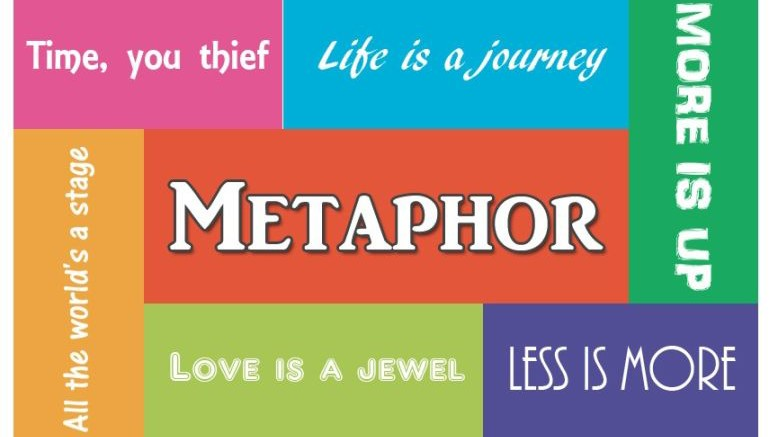 Time, you thief
Life is a journey
MORE IS UP
All the world's a stage
METAPHOR
LOVE IS A JEWEL
LESS IS MORE